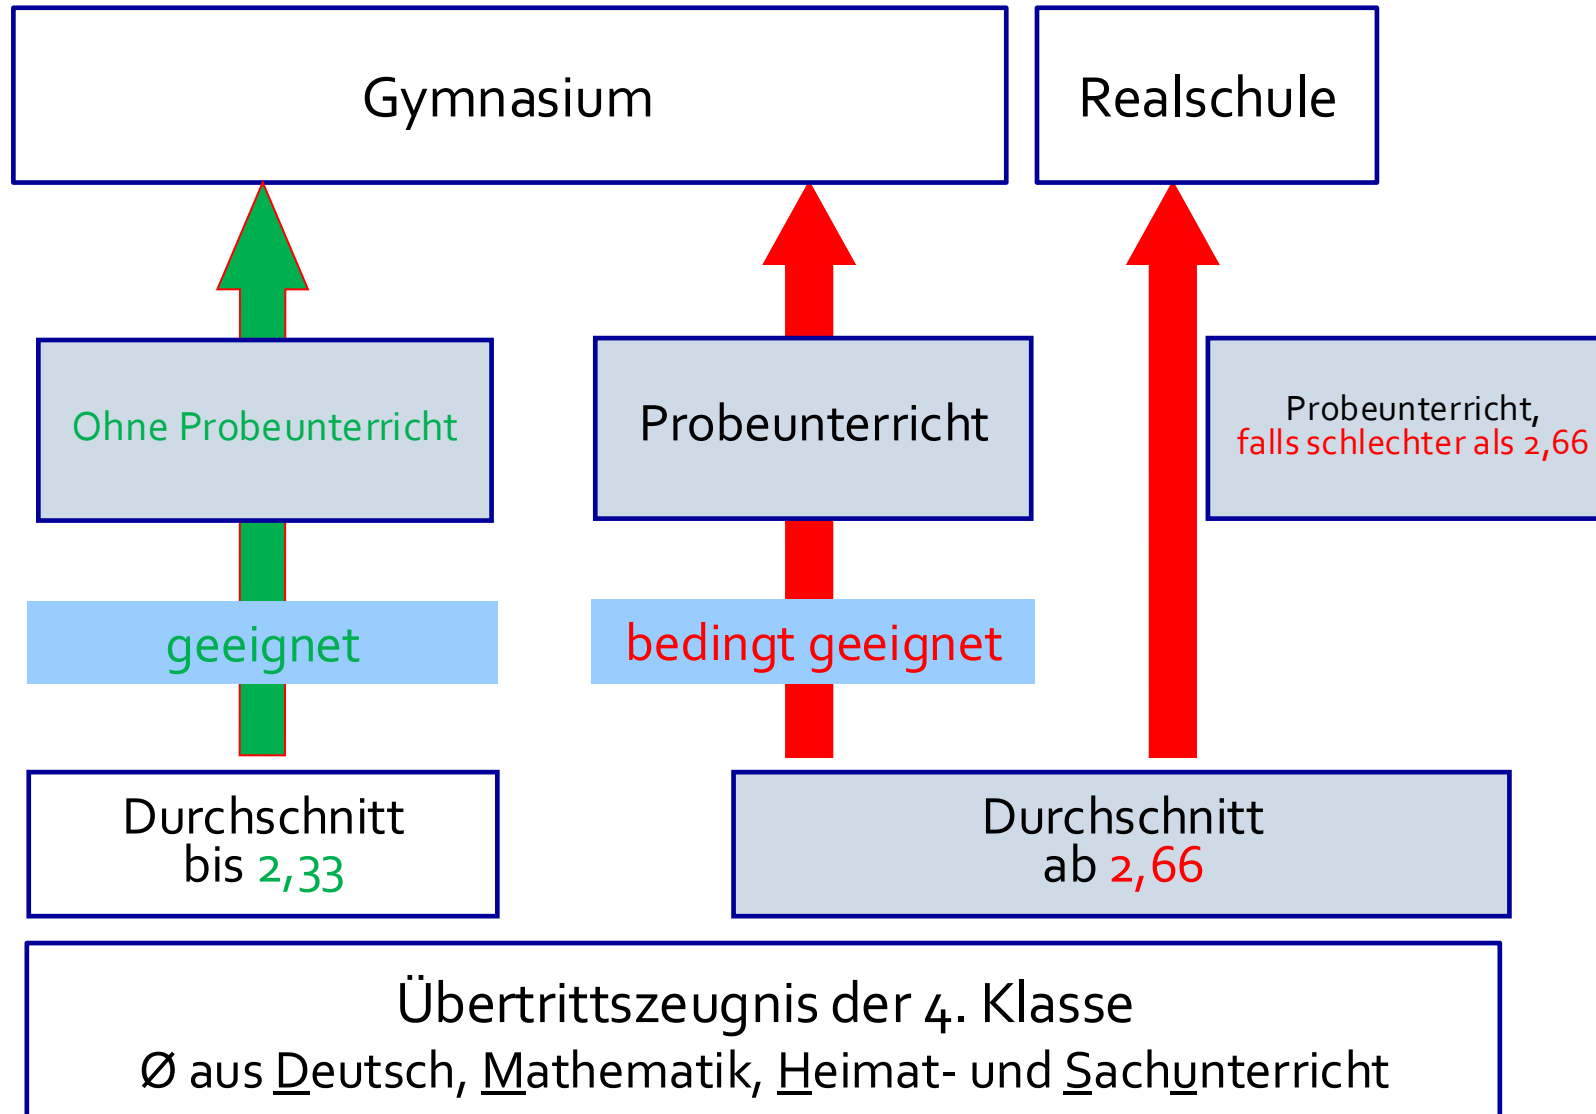 Gymnasium
Realschule
Ohne Probeunterricht
Probeunterricht
Probeunterricht,
falls schlechter als 2,66
geeignet
bedingt geeignet
Durchschnitt
bis 2,33
Durchschnitt
ab 2,66
Übertrittszeugnis der 4. Klasse
Ø aus Deutsch, Mathematik, Heimat- und Sachunterricht